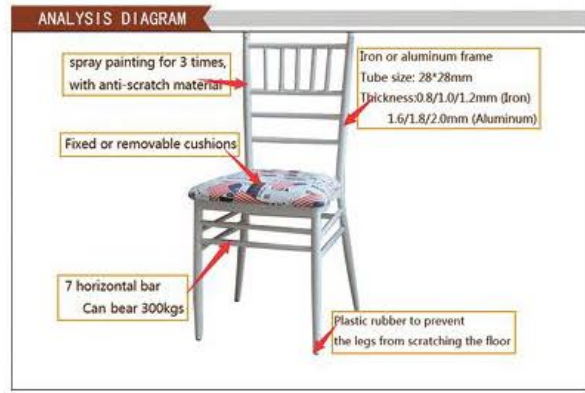 ANALYSIS DIAGRAM
spray painting for 3 times,
with anti-scratch material
Iron or aluminum frame
Tube size: 28*28mm
Thickness:0.8/1.0/1.2mm (Iron)
1.6/1.8/2.0mm (Aluminum)
Fixed or removable cushions
7 horizontal bar
Can bear 300kgs
Plastic rubber to prevent
the legs from scratching the floor